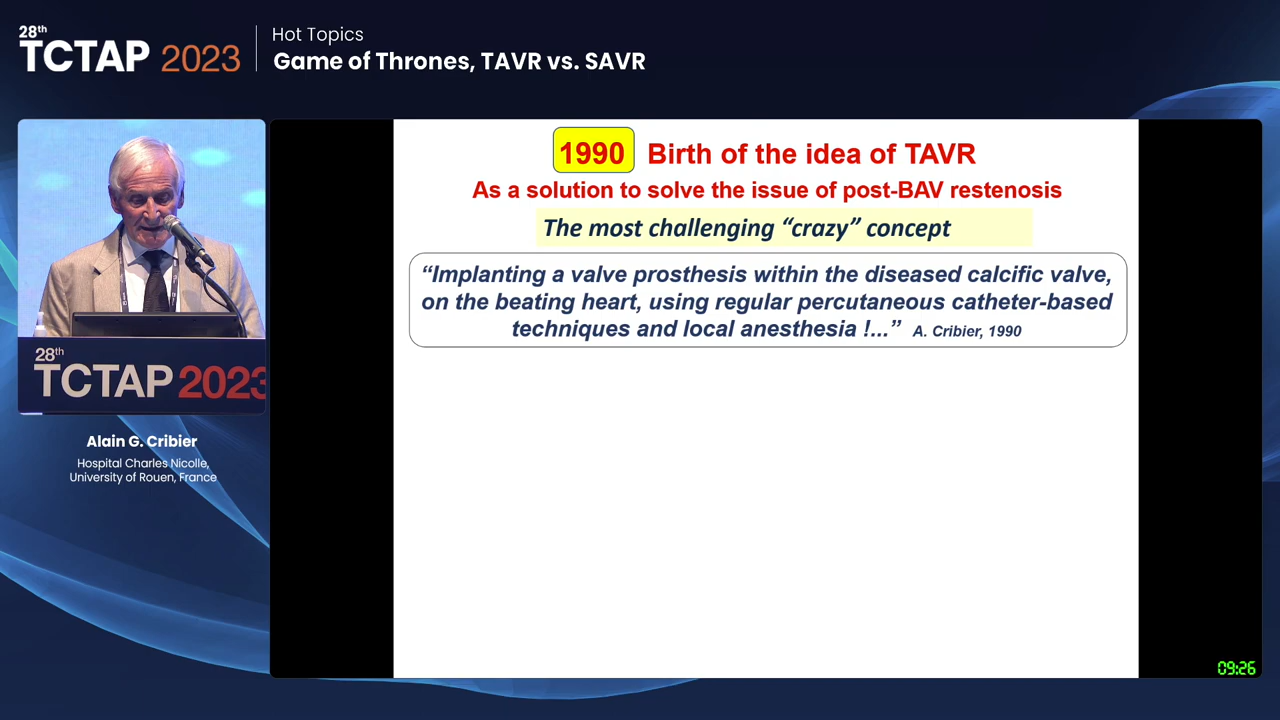 28th
TCTAP 2023
Hot Topics
Game of Thrones, TAVR vs. SAVR
1990 Birth of the idea of TAVR
As a solution to solve the issue of post-BAV restenosis
The most challenging “crazy” concept
“Implanting a valve prosthesis within the diseased calcific valve,
on the beating heart, using regular percutaneous catheter-based
techniques and local anesthesia !...” A. Cribier, 1990
28th
TCTAP 2023
Alain G. Cribier
Hospital Charles Nicolle,
University of Rouen, France
09:26